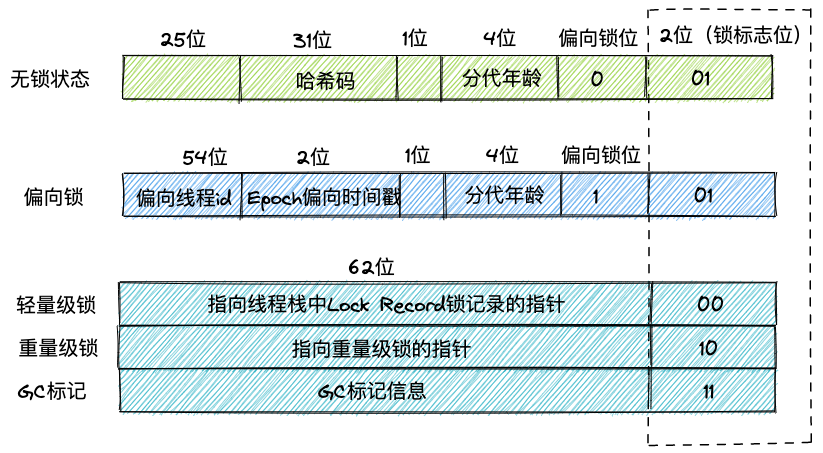 25位 31位 1位 4位 偏向锁位 2位（锁标志位）
无锁状态 哈希码 分代年龄 0 01
54位 2位 1位 4位 偏向锁位
偏向锁 偏向线程id Epoch偏向时间戳 分代年龄 1 01
62位
轻量级锁 指向线程栈中Lock Record锁记录的指针 00
重量级锁 指向重量级锁的指针 10
GC标记 GC标记信息 11